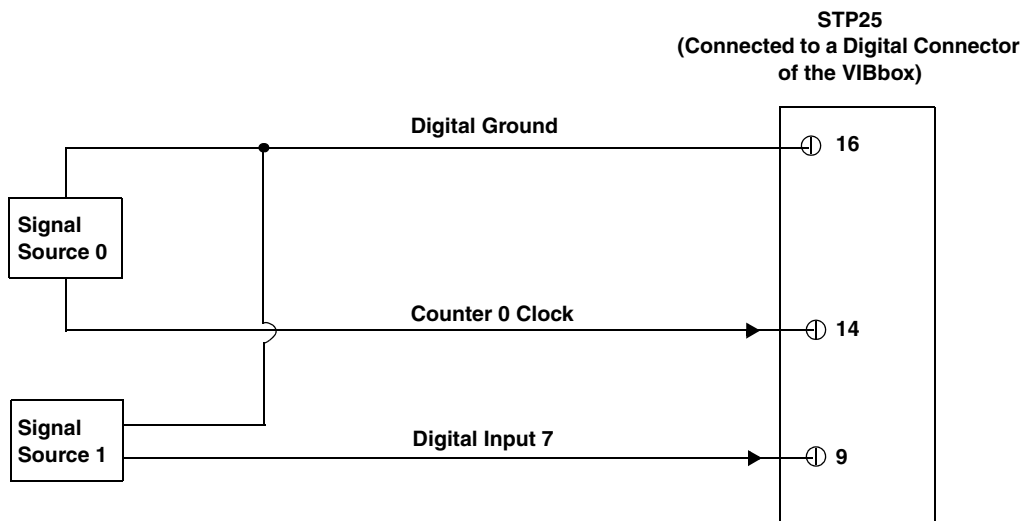 STP25
(Connected to a Digital Connector
of the VIBbox)
Digital Ground
16
Signal
Source 0
Counter 0 Clock
14
Signal
Source 1
Digital Input 7
9